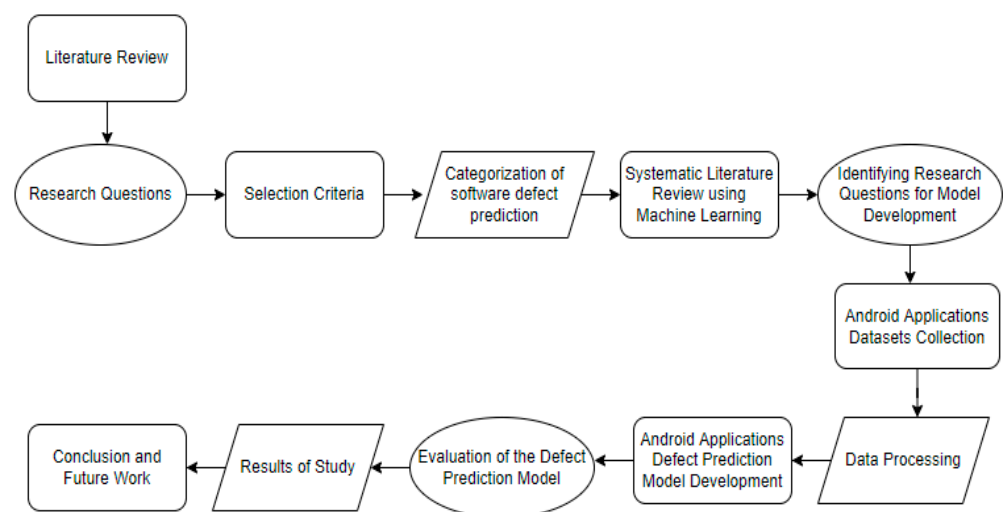 Literature Review
Research Questions
Selection Criteria
Categorization of
software defect
prediction
Systematic Literature
Review using
Machine Learning
Identifying Research
Questions for Model
Development
Android Applications
Datasets Collection
Data Processing
Android Applications
Defect Prediction
Model Development
Evaluation of the Defect
Prediction Model
Results of Study
Conclusion and
Future Work